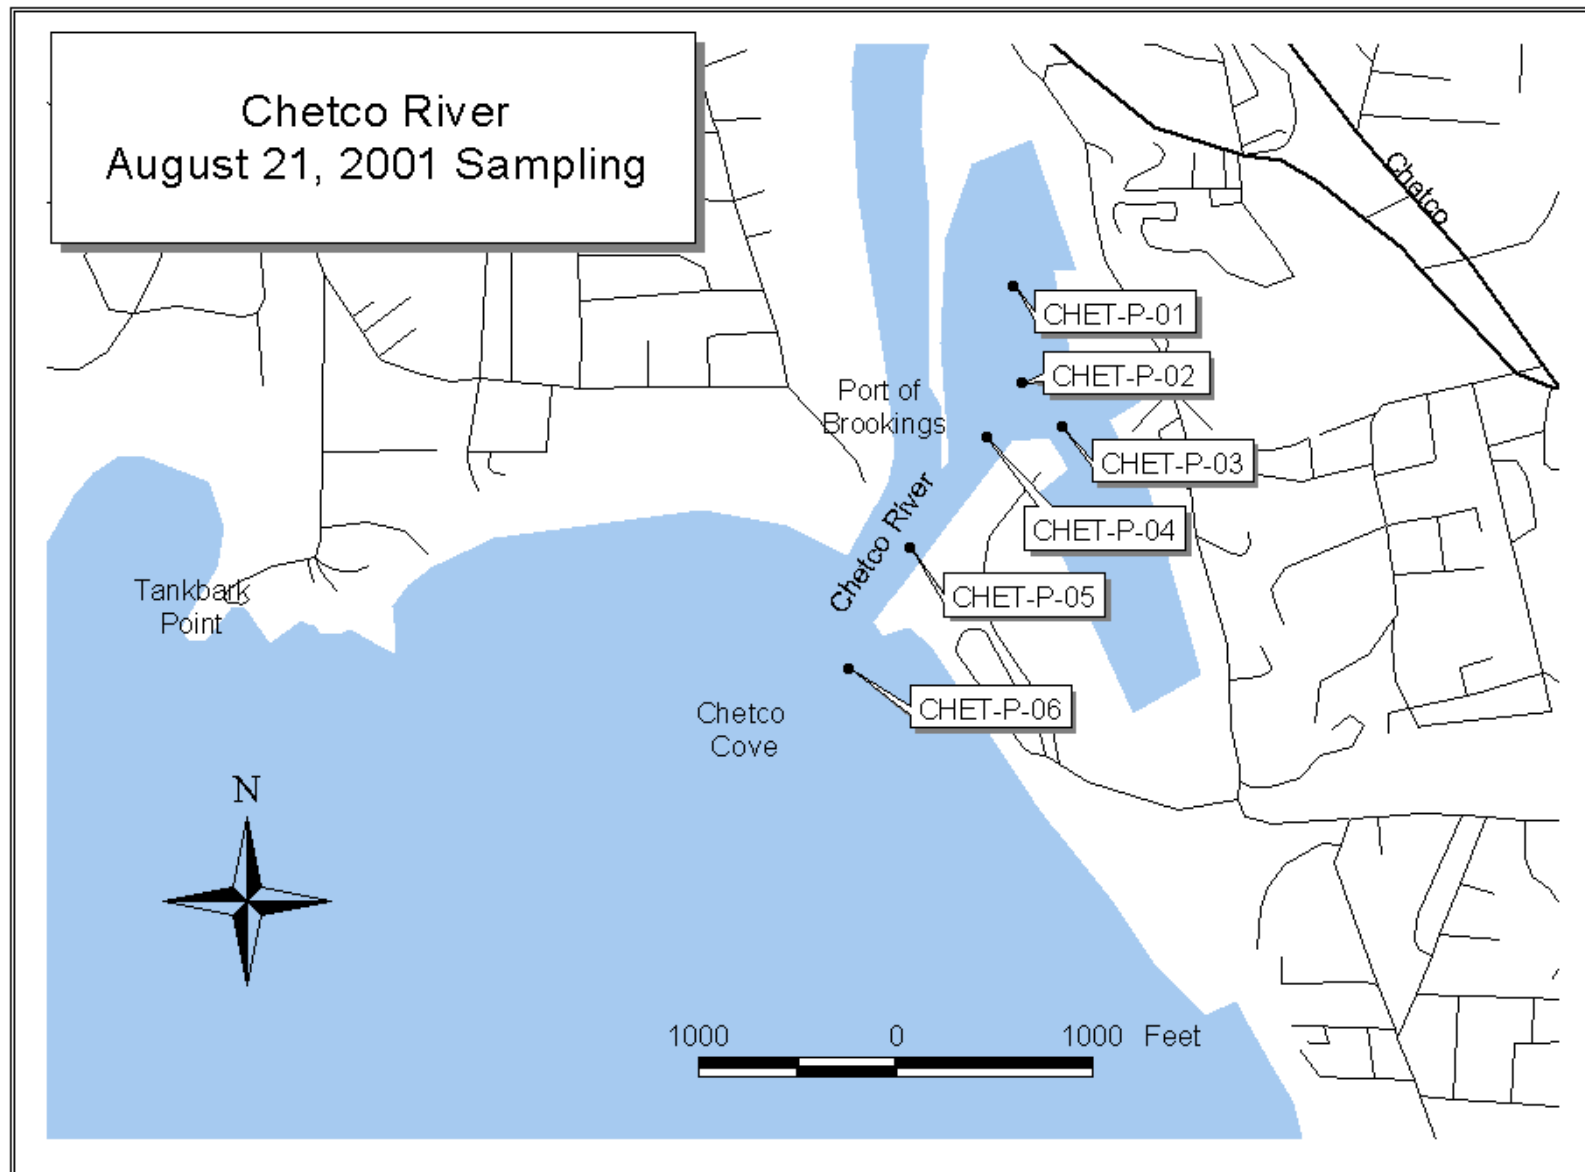 Chetco River
August 21, 2001 Sampling
Chetco
CHET-P-01
CHET-P-02
Port of
Brookings
CHET-P-03
CHET-P-04
Chetco River
CHET-P-05
Tankbark
Point
CHET-P-06
Chetco
Cove
N
1000 0 1000 Feet